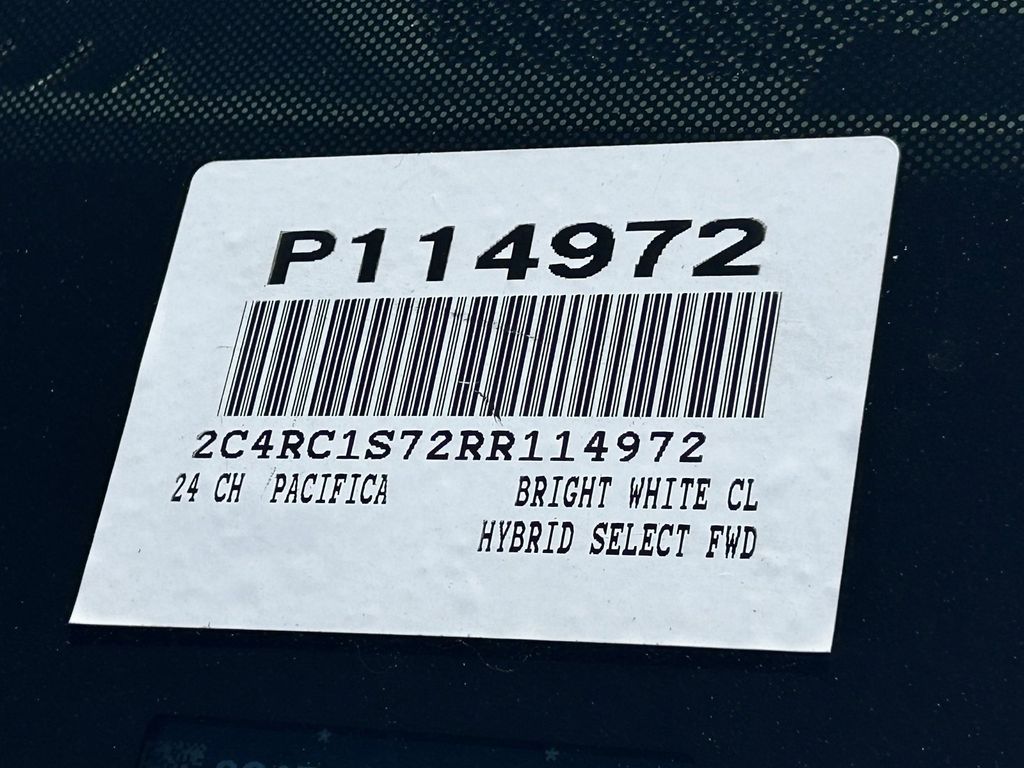 P114972
2C4RC1S72RR114972
24 CH PACIFICA BRIGHT WHITE CL
HYBRID SELECT FWD